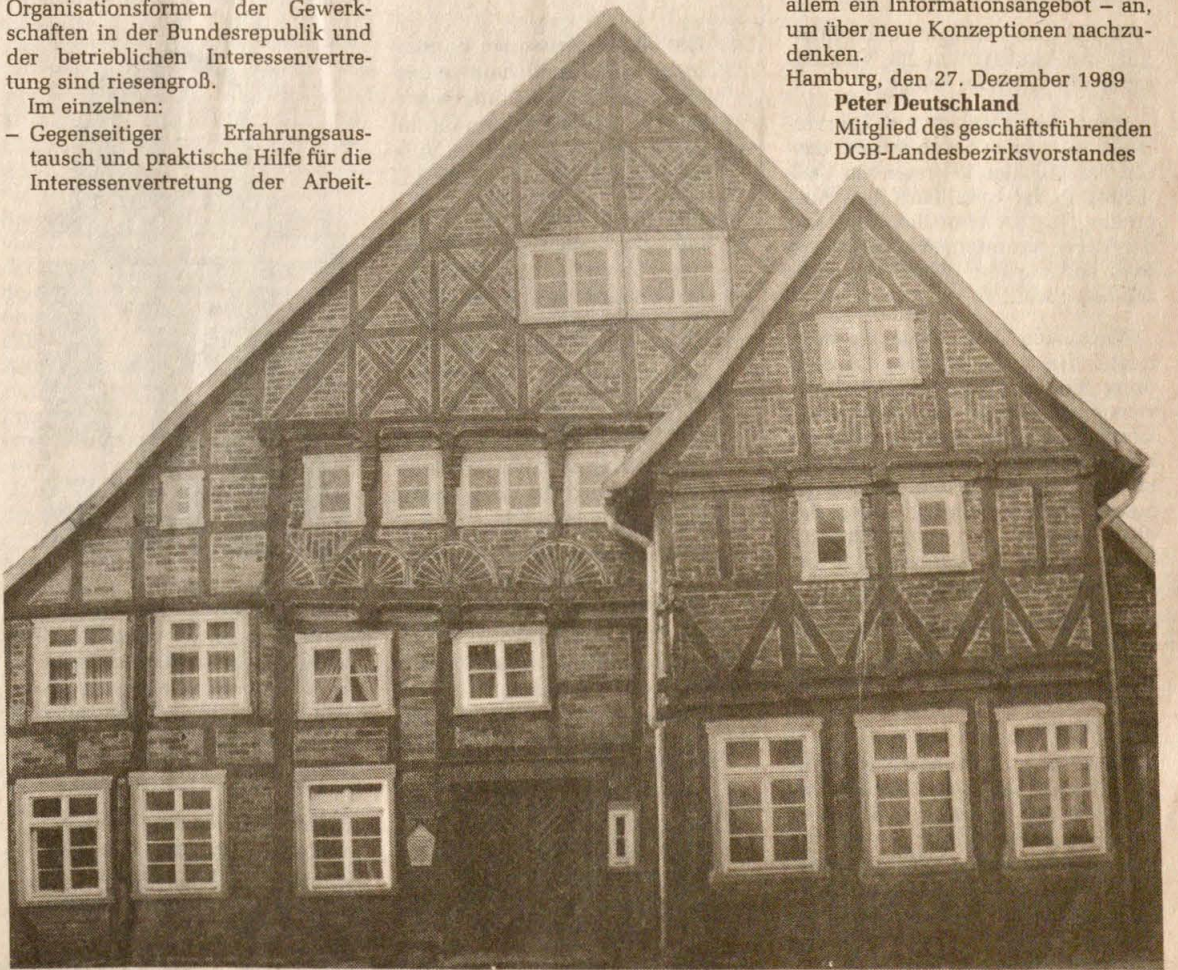 Organisationsformen der Gewerk-
schaften in der Bundesrepublik und
der betrieblichen Interessenvertre-
tung sind riesengroß.
Im einzelnen:
– Gegenseitiger Erfahrungsaus-
tausch und praktische Hilfe für die
Interessenvertretung der Arbeit-
allem ein Informationsangebot – an,
um über neue Konzeptionen nachzu-
denken.
Hamburg, den 27. Dezember 1989
Peter Deutschland
Mitglied des geschäftsführenden
DGB-Landesbezirksvorstandes